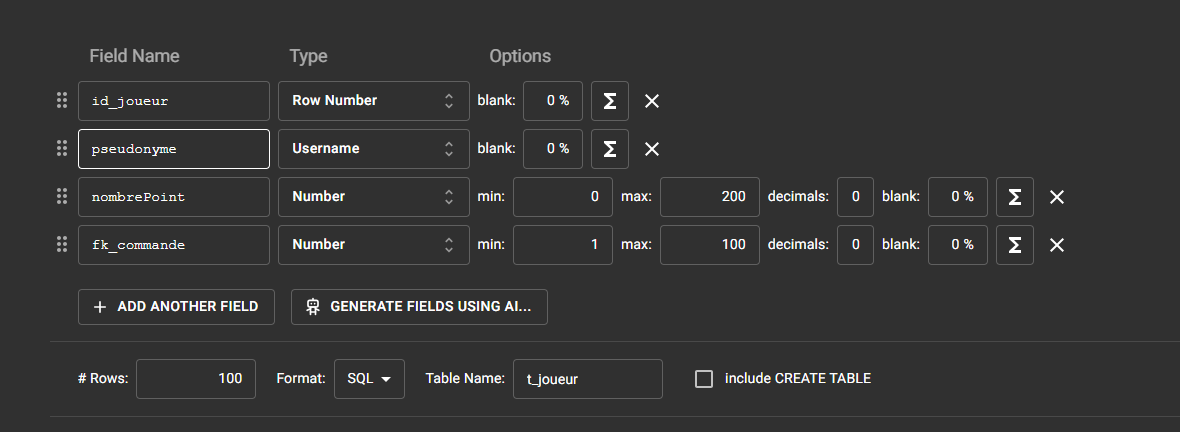 Field Name Type Options
id_joueur Row Number blank: 0 % Σ
pseudonyme Username blank: 0 % Σ
nombrePoint Number min: 0 max: 200 decimals: 0 blank: 0 % Σ
fk_commande Number min: 1 max: 100 decimals: 0 blank: 0 % Σ
+ ADD ANOTHER FIELD GENERATE FIELDS USING AI...
# Rows: 100 Format: SQL Table Name: t_joueur include CREATE TABLE